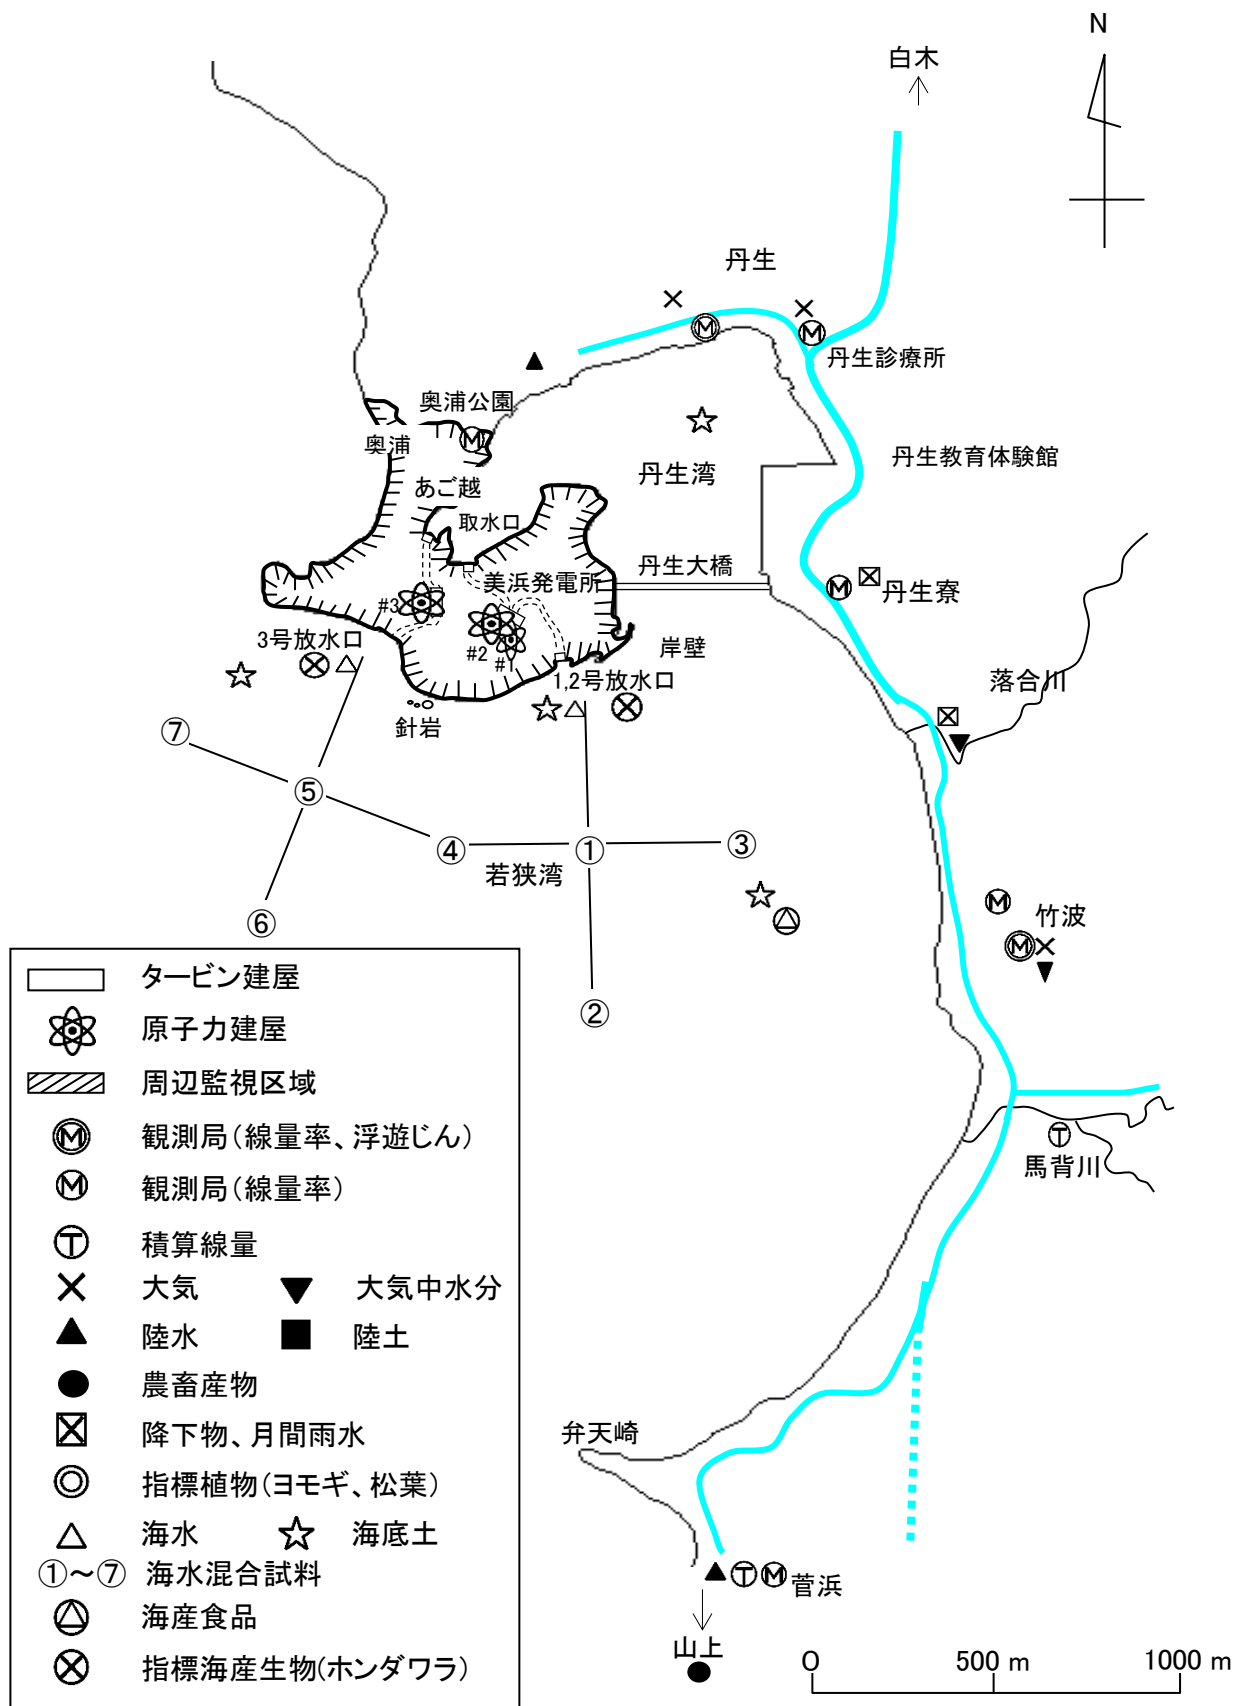 N
白木
丹生
M
M
丹生診療所
奥浦公園
M
奥浦
丹生教育体験館
丹生湾
あご越
取水口
丹生大橋
美浜発電所
M
丹生寮
#3
#2
#1
3号放水口
岸壁
1,2号放水口
落合川
針岩
⑦
⑤
④
①
③
若狭湾
⑥
②
M
竹波
M
T
馬背川
タービン建屋
原子力建屋
周辺監視区域
M 観測局(線量率、浮遊じん)
M 観測局(線量率)
T 積算線量
大気 大気中水分
陸水 陸土
農畜産物
降下物、月間雨水
指標植物(ヨモギ、松葉)
海水 海底土
①～⑦ 海水混合試料
海産食品
指標海産生物(ホンダワラ)
弁天崎
T M 菅浜
山上
0 500 m 1000 m